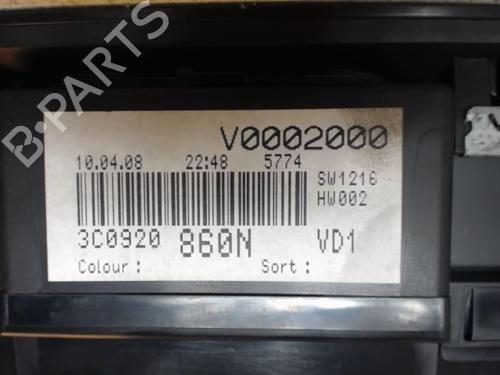 V0002000
10.04.08 22:48 5774
SW1216
HW002
3C0920 860N VD1
Colour : Sort :
B-PARTS